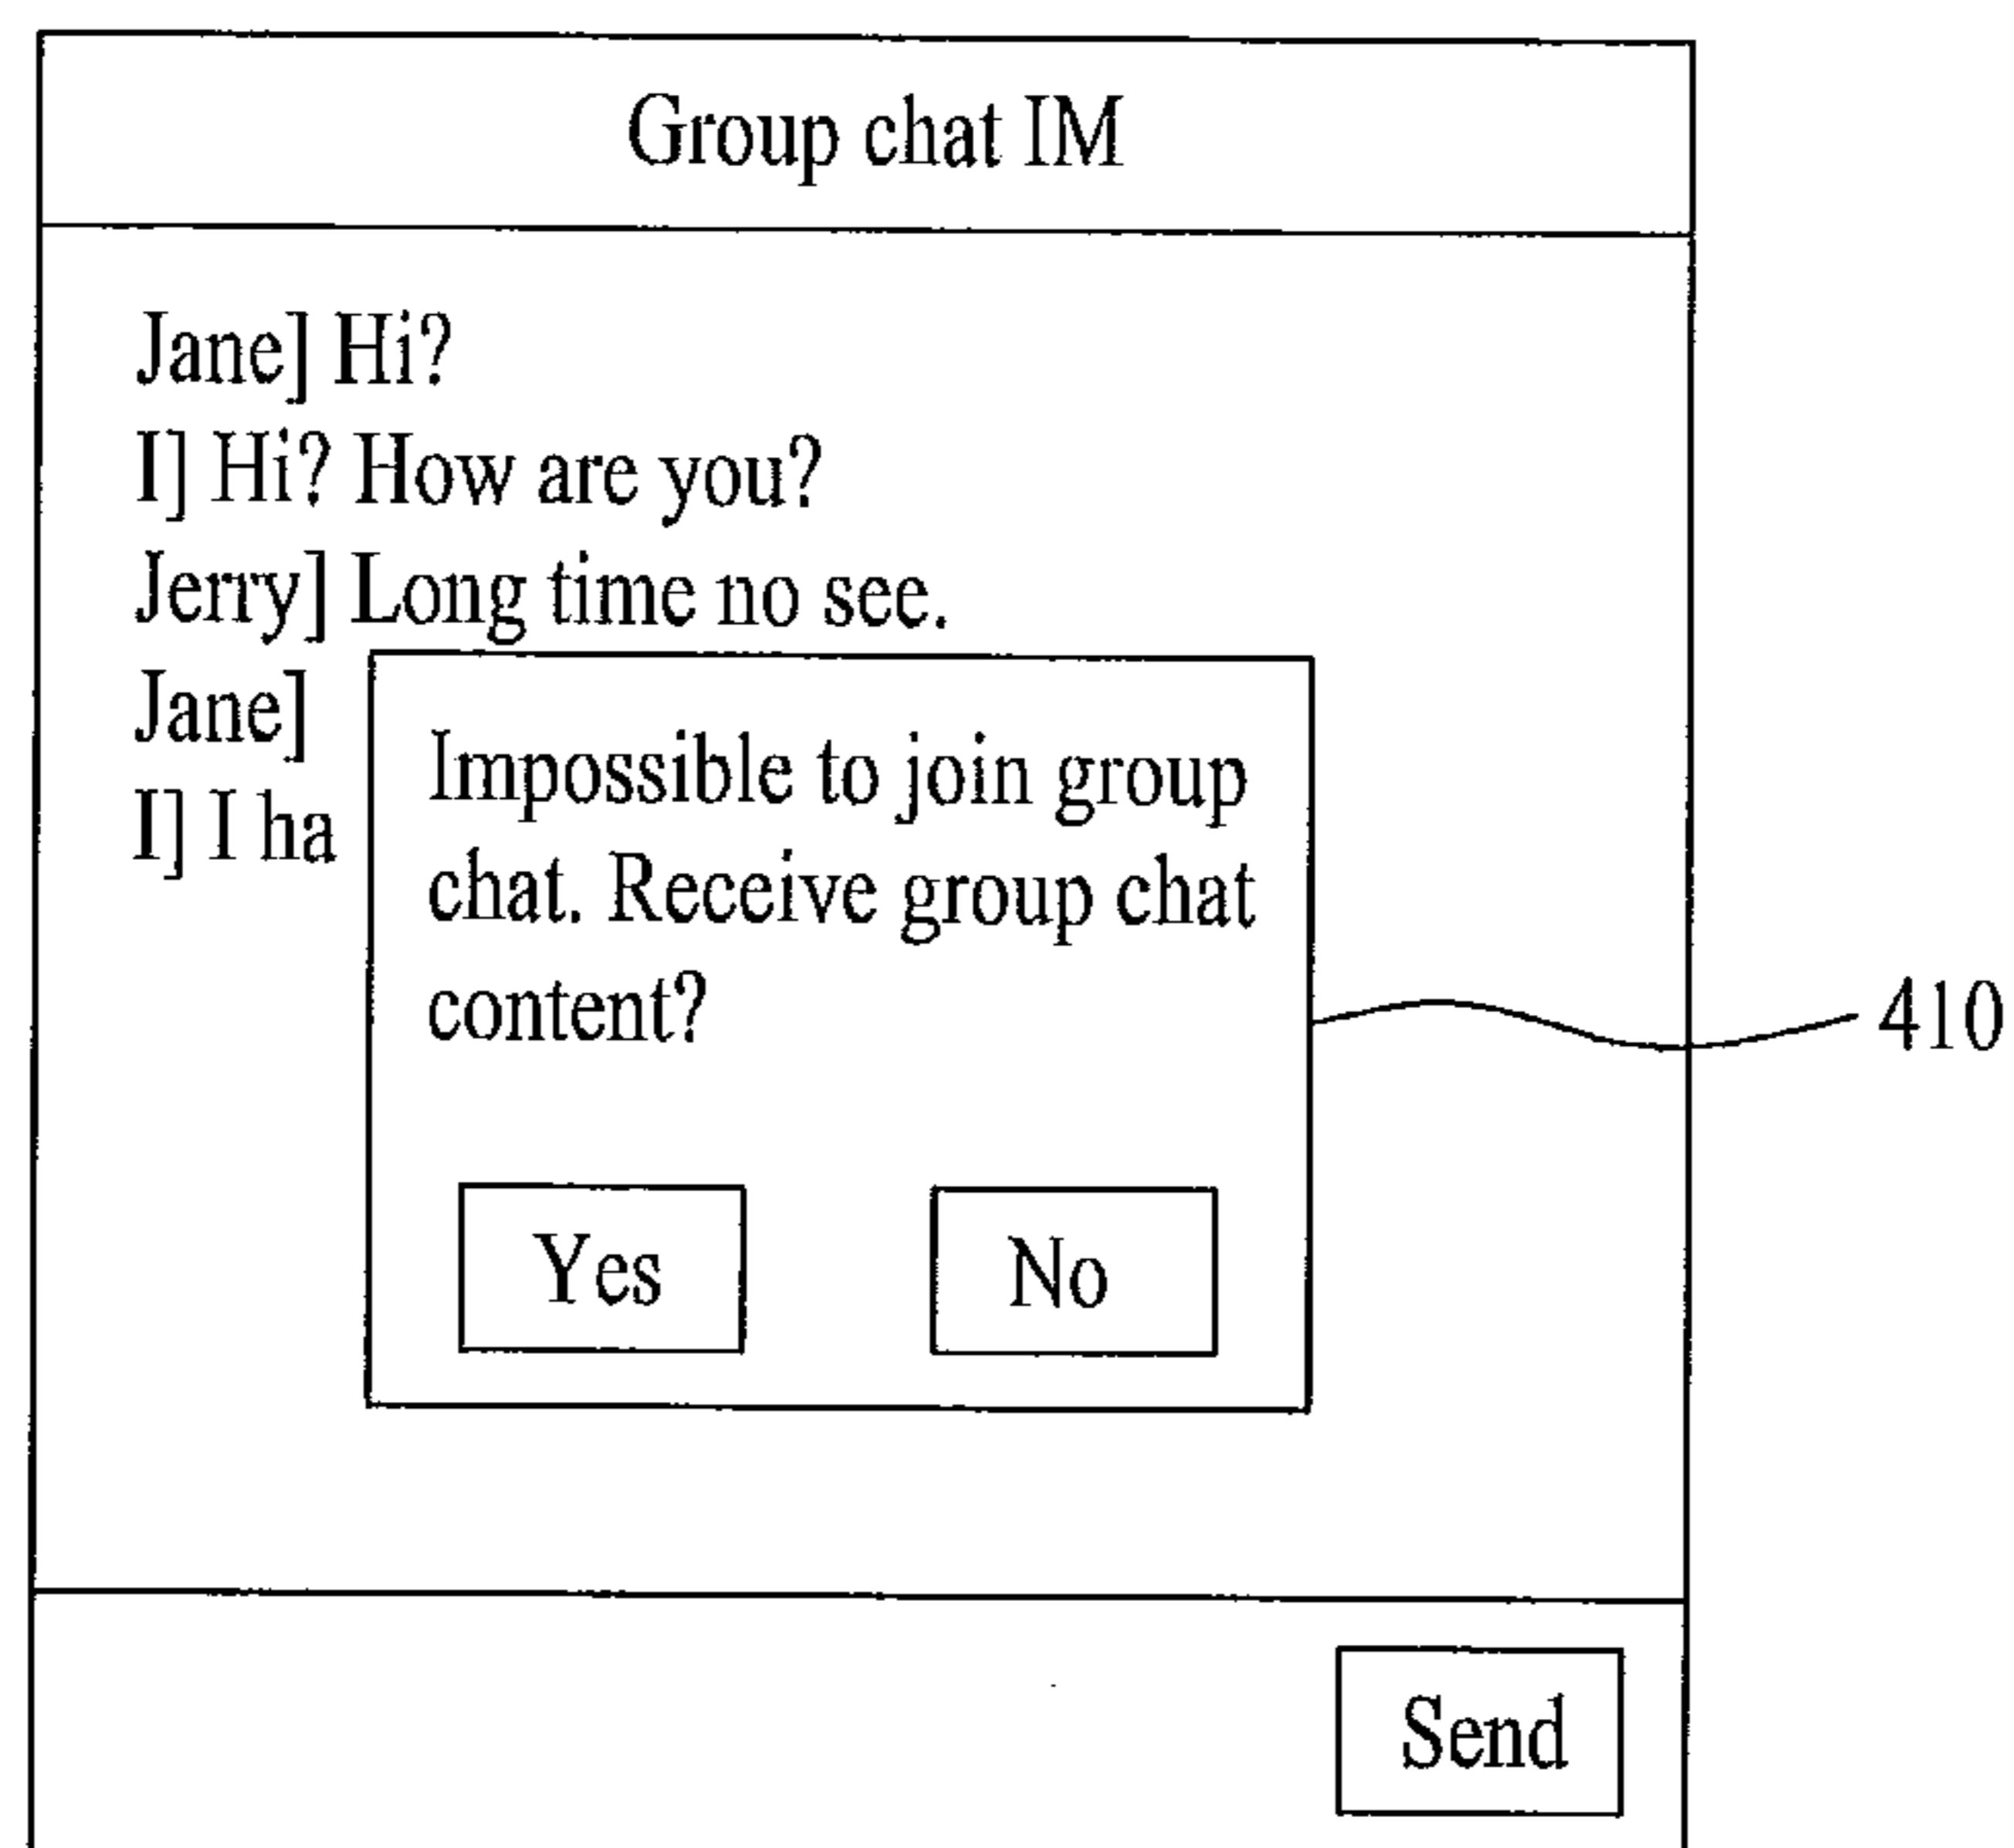 Group chat IM
Jane] Hi?
I] Hi? How are you?
Jerry] Long time no see.
Jane]
I] I ha
Impossible to join group
chat. Receive group chat
content?
410
Yes
No
Send